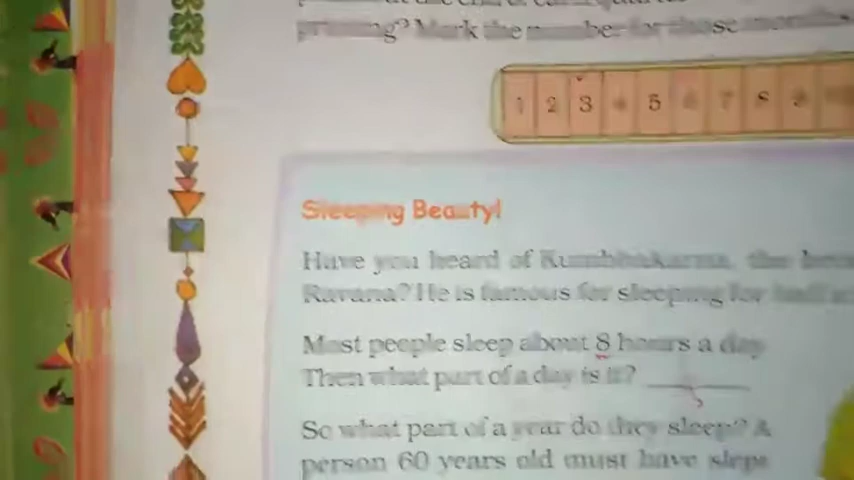 printing? Mark the number for those months
1 2 3 4 5 6 7 8 9
Sleeping Beauty!
Have you heard of Kumbhakarna, the
Ravana? He is famous for sleeping for half a
Most people sleep about 8 hours a day
Then what part of a day is it?
So what part of a year do they sleep? A
person 60 years old must have slept